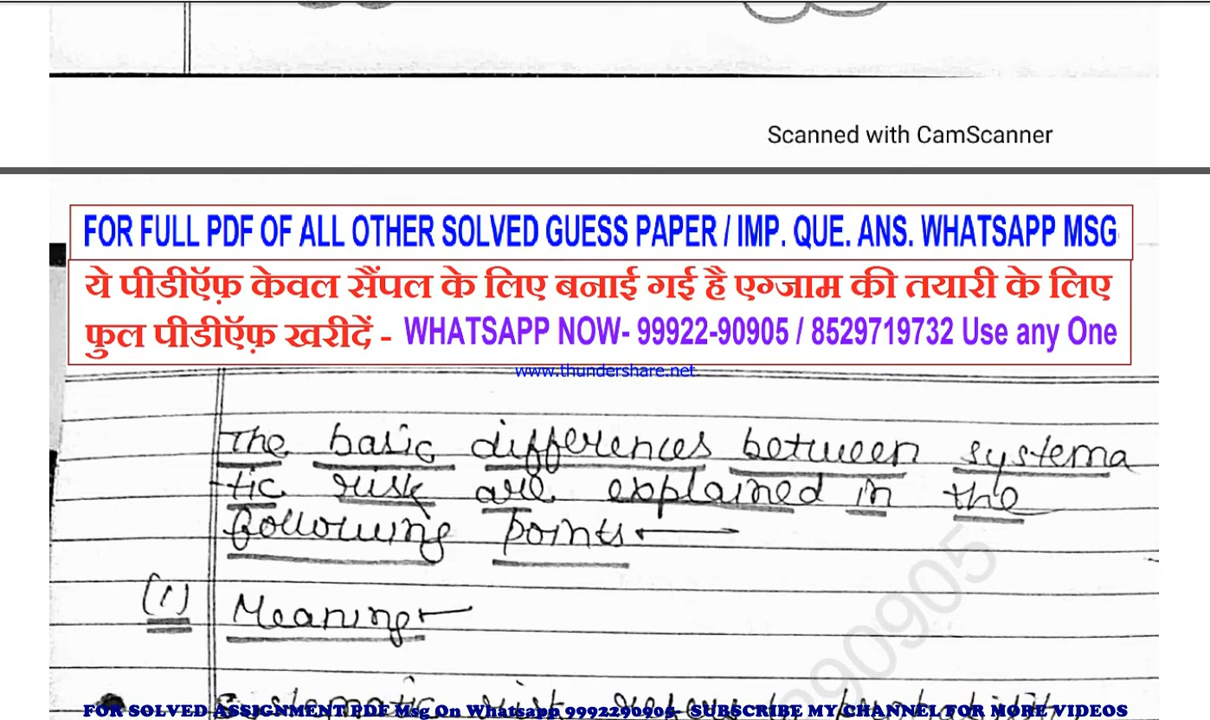 Scanned with CamScanner
FOR FULL PDF OF ALL OTHER SOLVED GUESS PAPER / IMP. QUE. ANS. WHATSAPP MSG
ये पीडीऍफ़ केवल सैंपल के लिए बनाई गई है एग्जाम की तयारी के लिए
फुल पीडीऍफ़ खरीदें - WHATSAPP NOW- 99922-90905 / 8529719732 Use any One
www.thundershare.net
The basic differences between systema
tic risk are explained in the
following points
(1) Meaning
90905
FOR SOLVED ASSIGNMENT PDF Msg On Whatsapp 9992290905- SUBSCRIBE MY CHANNEL FOR MORE VIDEOS